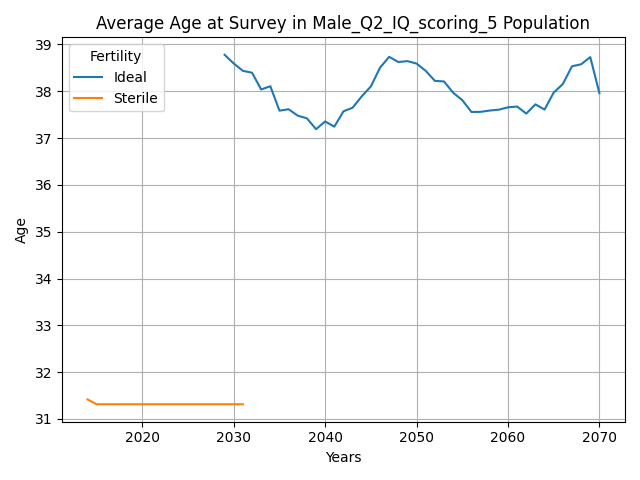 Average Age at Survey in Male_Q2_IQ_scoring_5 Population
39
38
37
36
35
34
33
32
31
Age
Fertility
Ideal
Sterile
2020 2030 2040 2050 2060 2070
Years